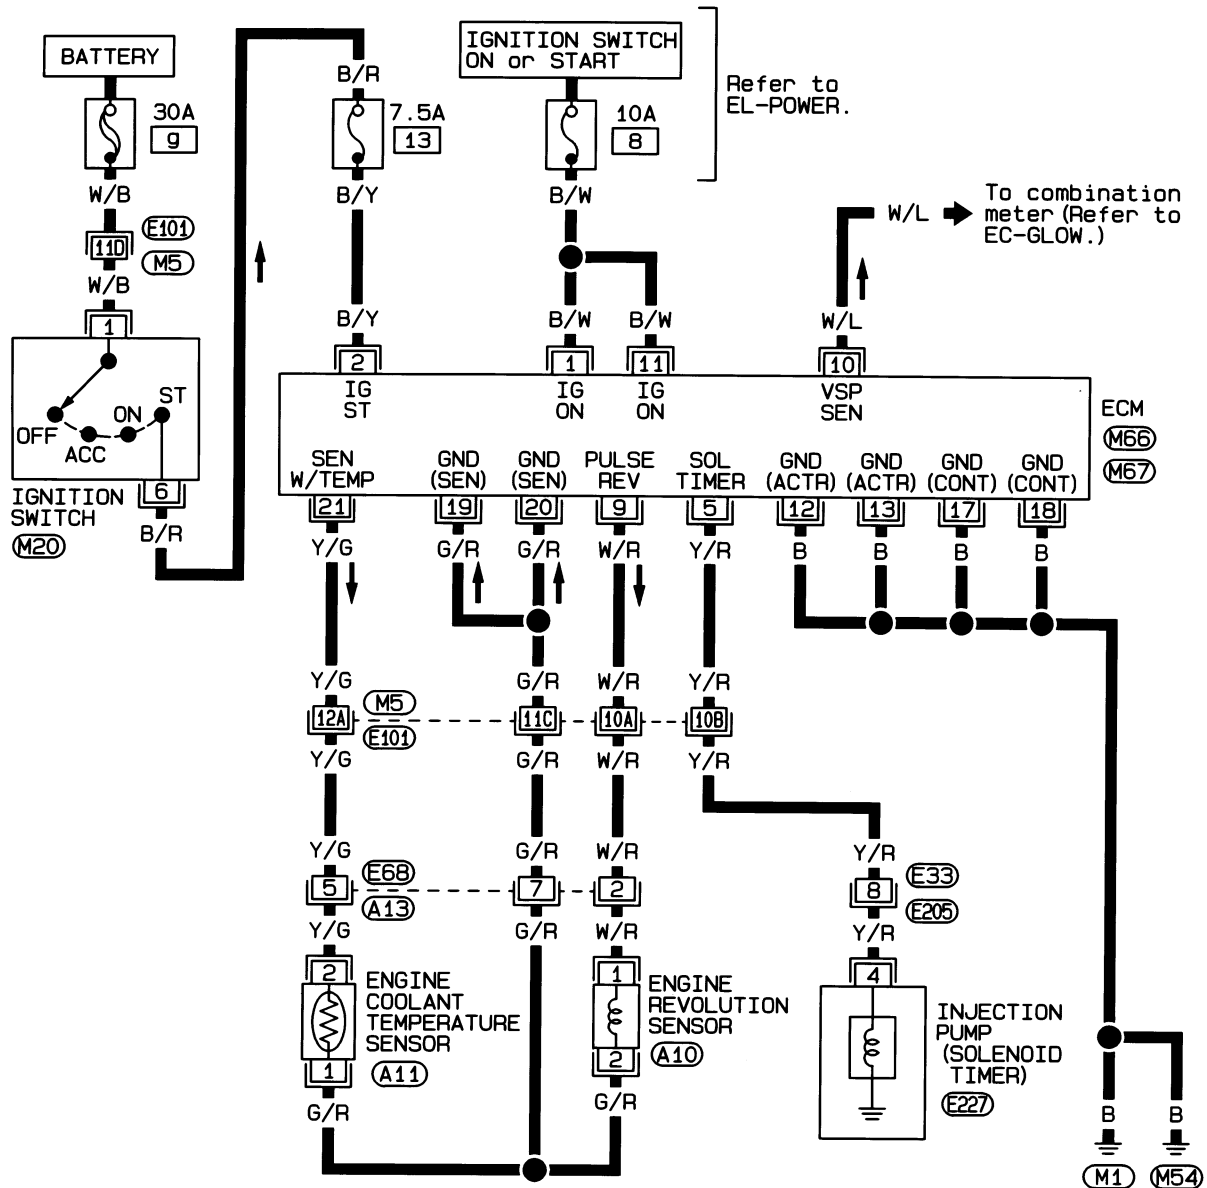 BATTERY
IGNITION SWITCH
ON or START
Refer to
EL-POWER.
30A
9
B/R
7.5A
13
10A
8
W/B
B/Y
B/W
11D
E101
M5
W/B
W/L
To combination
meter (Refer to
EC-GLOW.)
B/Y
B/W
B/W
W/L
1
2
1
11
10
IG
ST
IG
ON
IG
ON
VSP
SEN
ECM
M66
M67
OFF
ACC
ON
ST
SEN
W/TEMP
GND
(SEN)
GND
(SEN)
PULSE
REV
SOL
TIMER
GND
(ACTR)
GND
(ACTR)
GND
(CONT)
GND
(CONT)
6
IGNITION
SWITCH
M20
B/R
21
19
20
9
5
12
13
17
18
Y/G
G/R
G/R
W/R
Y/R
B
B
B
B
Y/G
G/R
W/R
Y/R
12A
M5
E101
11C
10A
10B
Y/G
G/R
W/R
Y/R
Y/G
G/R
W/R
Y/R
5
E68
A13
7
2
8
E33
E205
Y/G
G/R
W/R
Y/R
2
ENGINE
COOLANT
TEMPERATURE
SENSOR
1
A11
1
ENGINE
REVOLUTION
SENSOR
2
A10
4
INJECTION
PUMP
(SOLENOID
TIMER)
E227
G/R
G/R
B
B
M1
M54